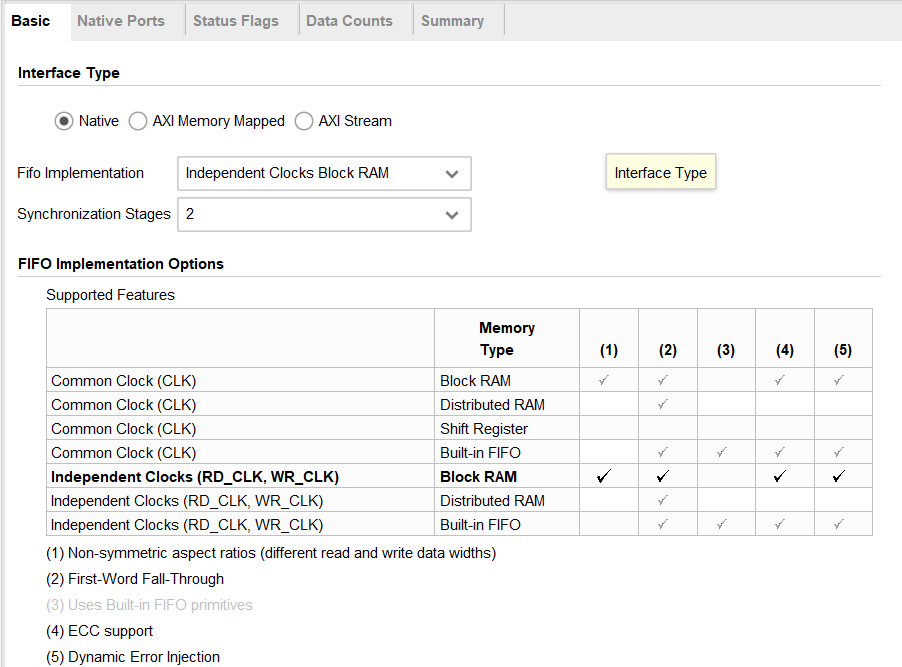 Basic Native Ports Status Flags Data Counts Summary
Interface Type
Native AXI Memory Mapped AXI Stream
Fifo Implementation Independent Clocks Block RAM Interface Type
Synchronization Stages 2
FIFO Implementation Options
Supported Features
Memory
Type (1) (2) (3) (4) (5)
Common Clock (CLK) Block RAM ✓ ✓ ✓ ✓
Common Clock (CLK) Distributed RAM ✓
Common Clock (CLK) Shift Register
Common Clock (CLK) Built-in FIFO ✓ ✓ ✓ ✓
Independent Clocks (RD_CLK, WR_CLK) Block RAM ✓ ✓ ✓ ✓
Independent Clocks (RD_CLK, WR_CLK) Distributed RAM ✓
Independent Clocks (RD_CLK, WR_CLK) Built-in FIFO ✓ ✓ ✓ ✓
(1) Non-symmetric aspect ratios (different read and write data widths)
(2) First-Word Fall-Through
(3) Uses Built-in FIFO primitives
(4) ECC support
(5) Dynamic Error Injection